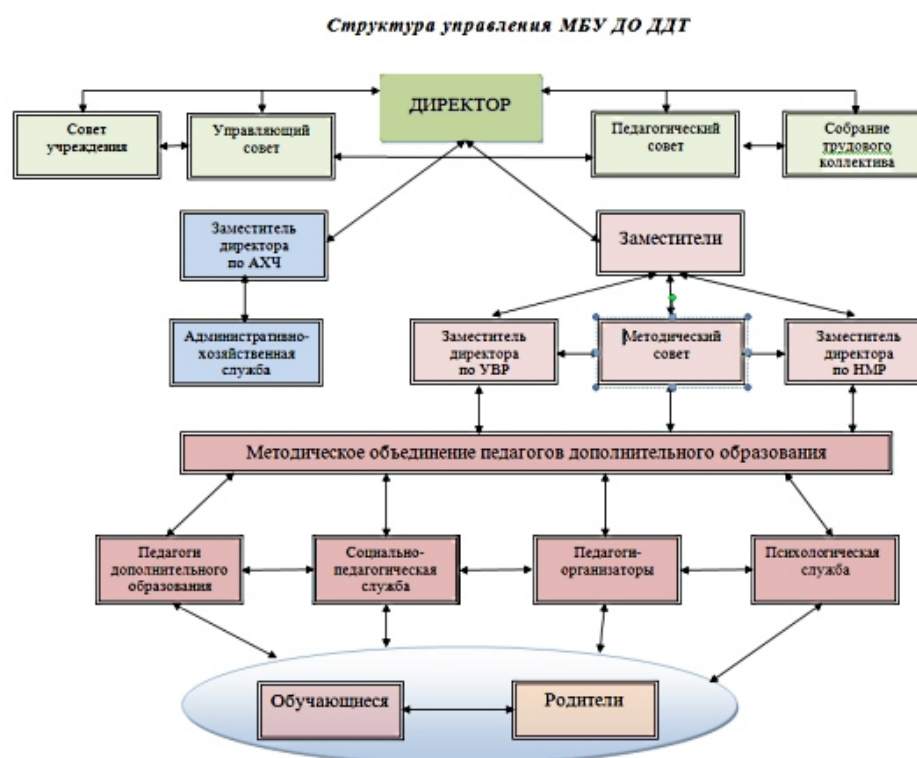 Структура управления МБУ ДО ДДТ
ДИРЕКТОР
Совет
учреждения
Управляющий
совет
Педагогический
совет
Собрание
трудового
коллектива
Заместитель
директора
по АХЧ
Заместители
Административно-
хозяйственная
служба
Заместитель
директора
по УВР
Методический
совет
Заместитель
директора
по НМР
Методическое объединение педагогов дополнительного образования
Педагоги
дополнительного
образования
Социально-
педагогическая
служба
Педагоги-
организаторы
Психологическая
служба
Обучающиеся
Родители